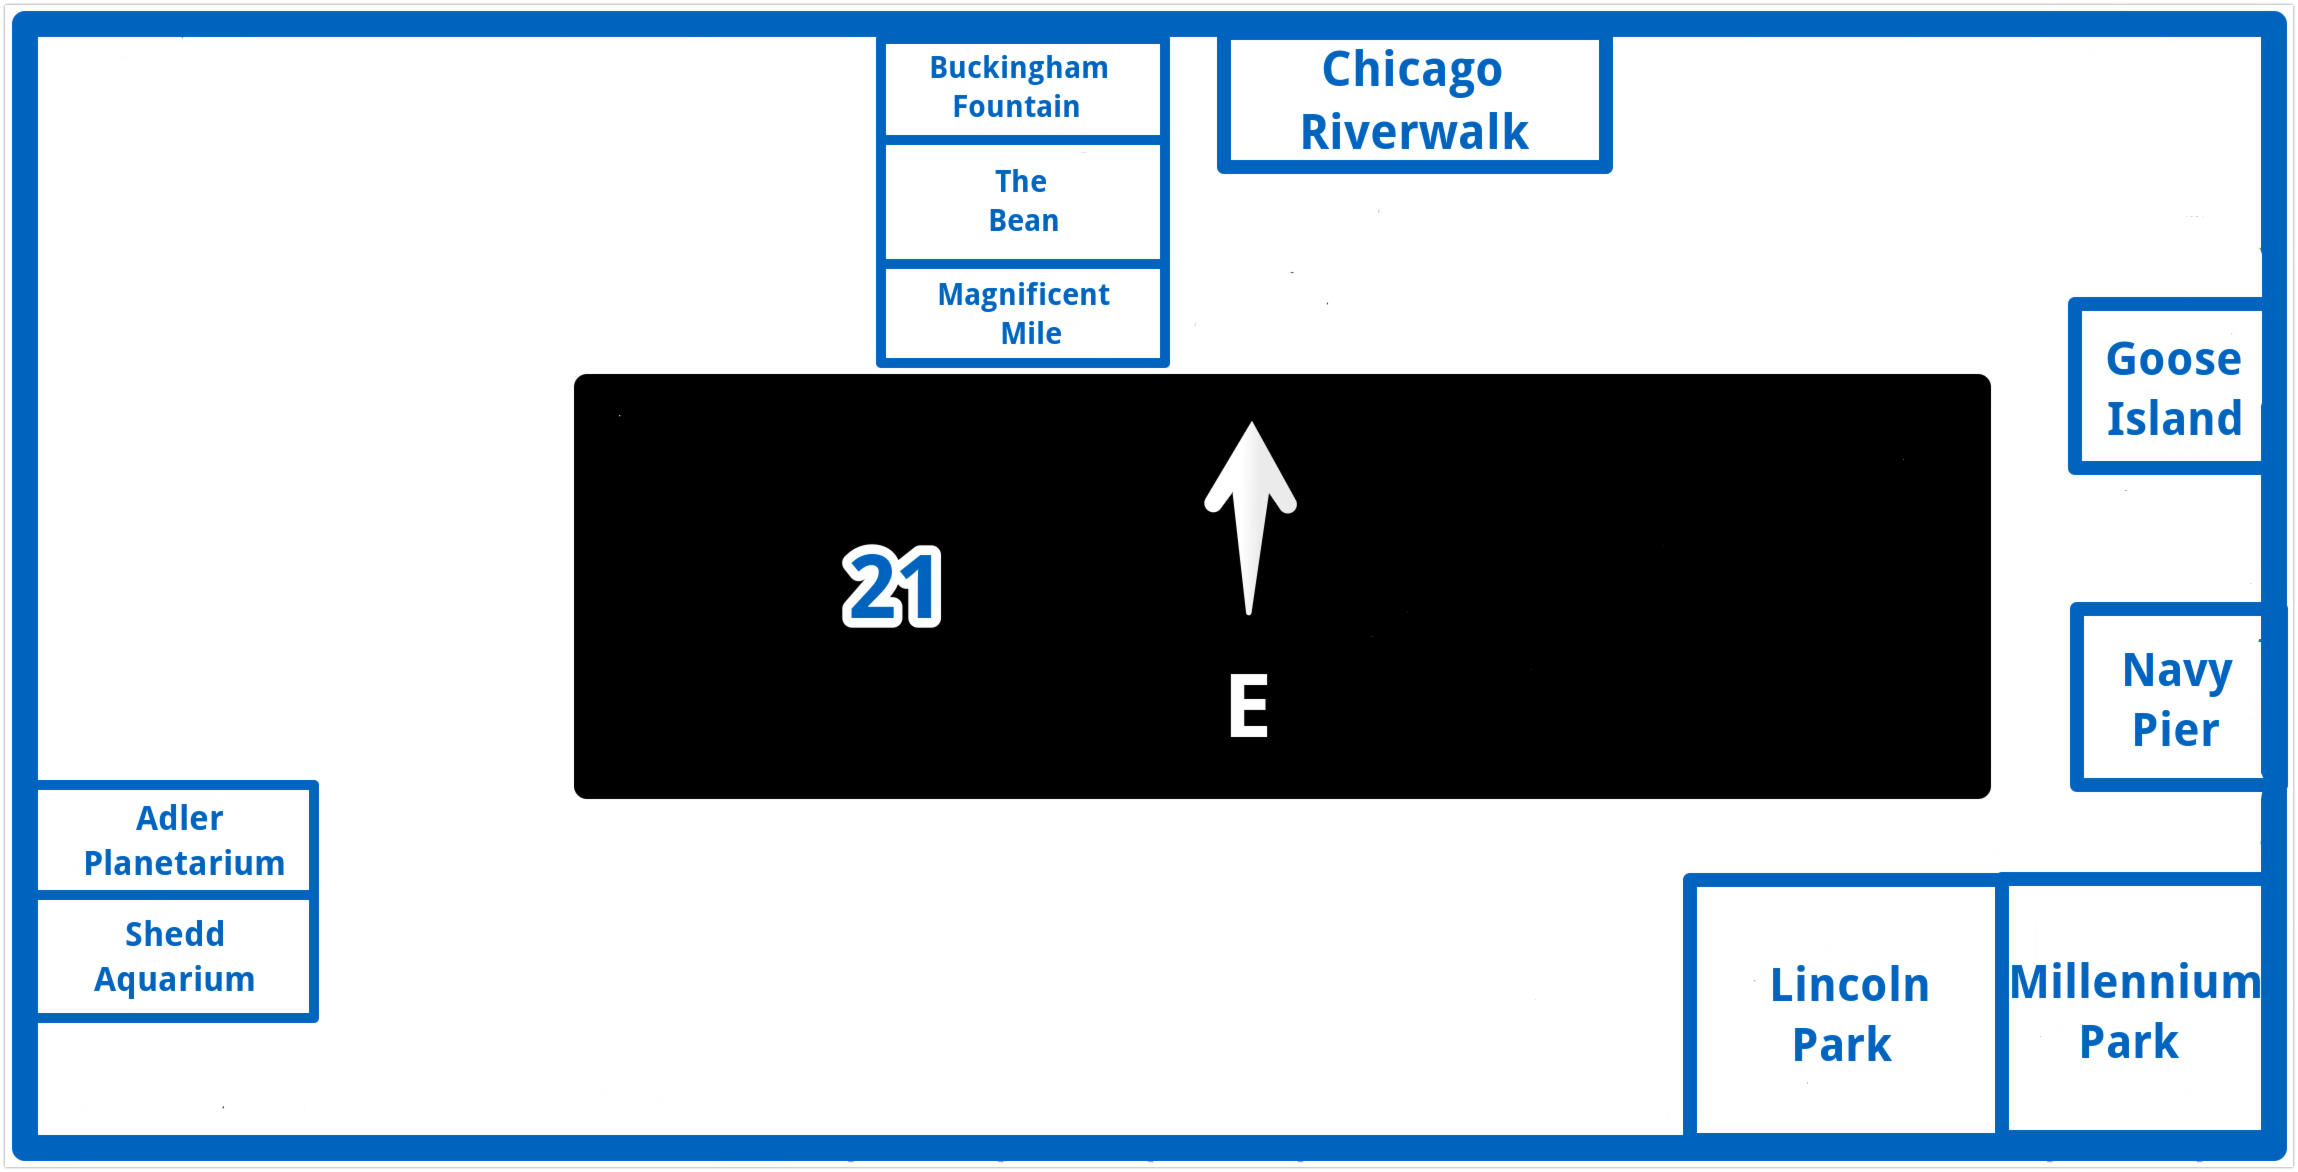 Buckingham
Fountain
The
Bean
Magnificent
Mile
Chicago
Riverwalk
Goose
Island
21
E
Navy
Pier
Adler
Planetarium
Shedd
Aquarium
Lincoln
Park
Millennium
Park